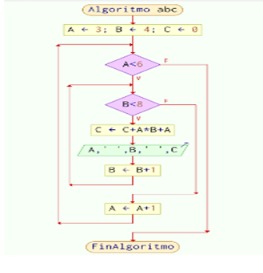 Algoritmo abc
A ← 3; B ← 4; C ← 0
A<6
F
V
B<8
F
V
C ← C+A*B+A
A,' ',B,' ',C
B ← B+1
A ← A+1
FinAlgoritmo